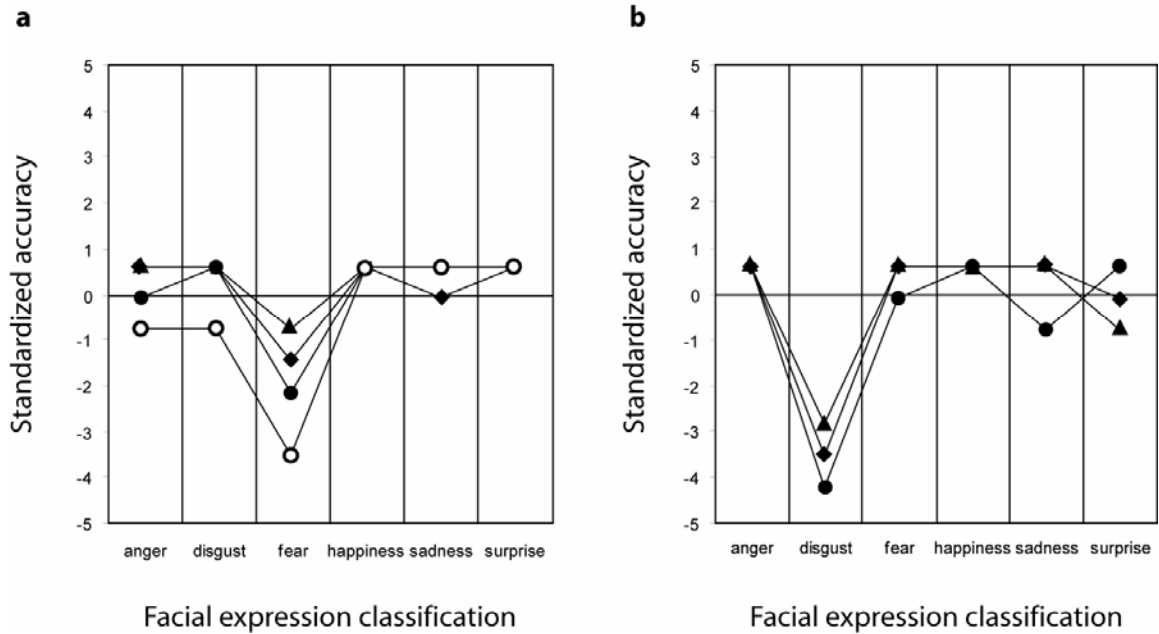 a
5
4
3
2
1
0
-1
-2
-3
-4
-5
Standardized accuracy
anger disgust fear happiness sadness surprise
Facial expression classification
b
5
4
3
2
1
0
-1
-2
-3
-4
-5
Standardized accuracy
anger disgust fear happiness sadness surprise
Facial expression classification